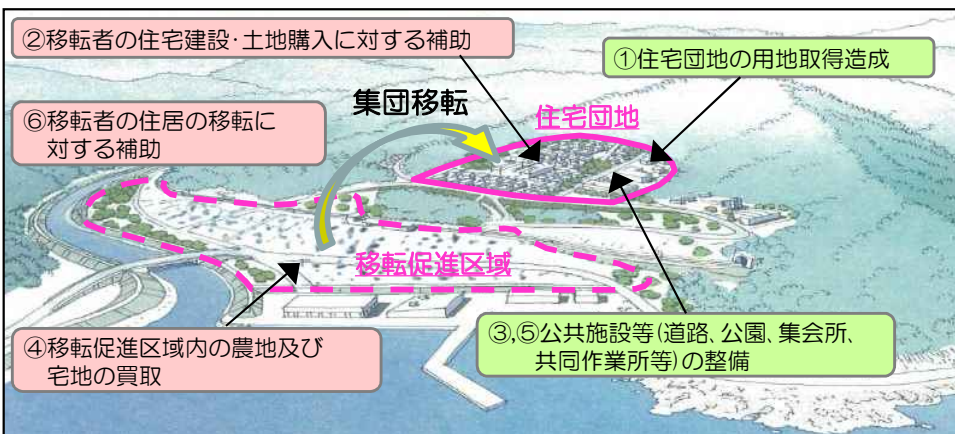 ②移転者の住宅建設･土地購入に対する補助
①住宅団地の用地取得造成
集団移転
住宅団地
⑥移転者の住居の移転に
対する補助
移転促進区域
④移転促進区域内の農地及び
宅地の買取
③,⑤公共施設等(道路、公園、集会所、
共同作業所等)の整備